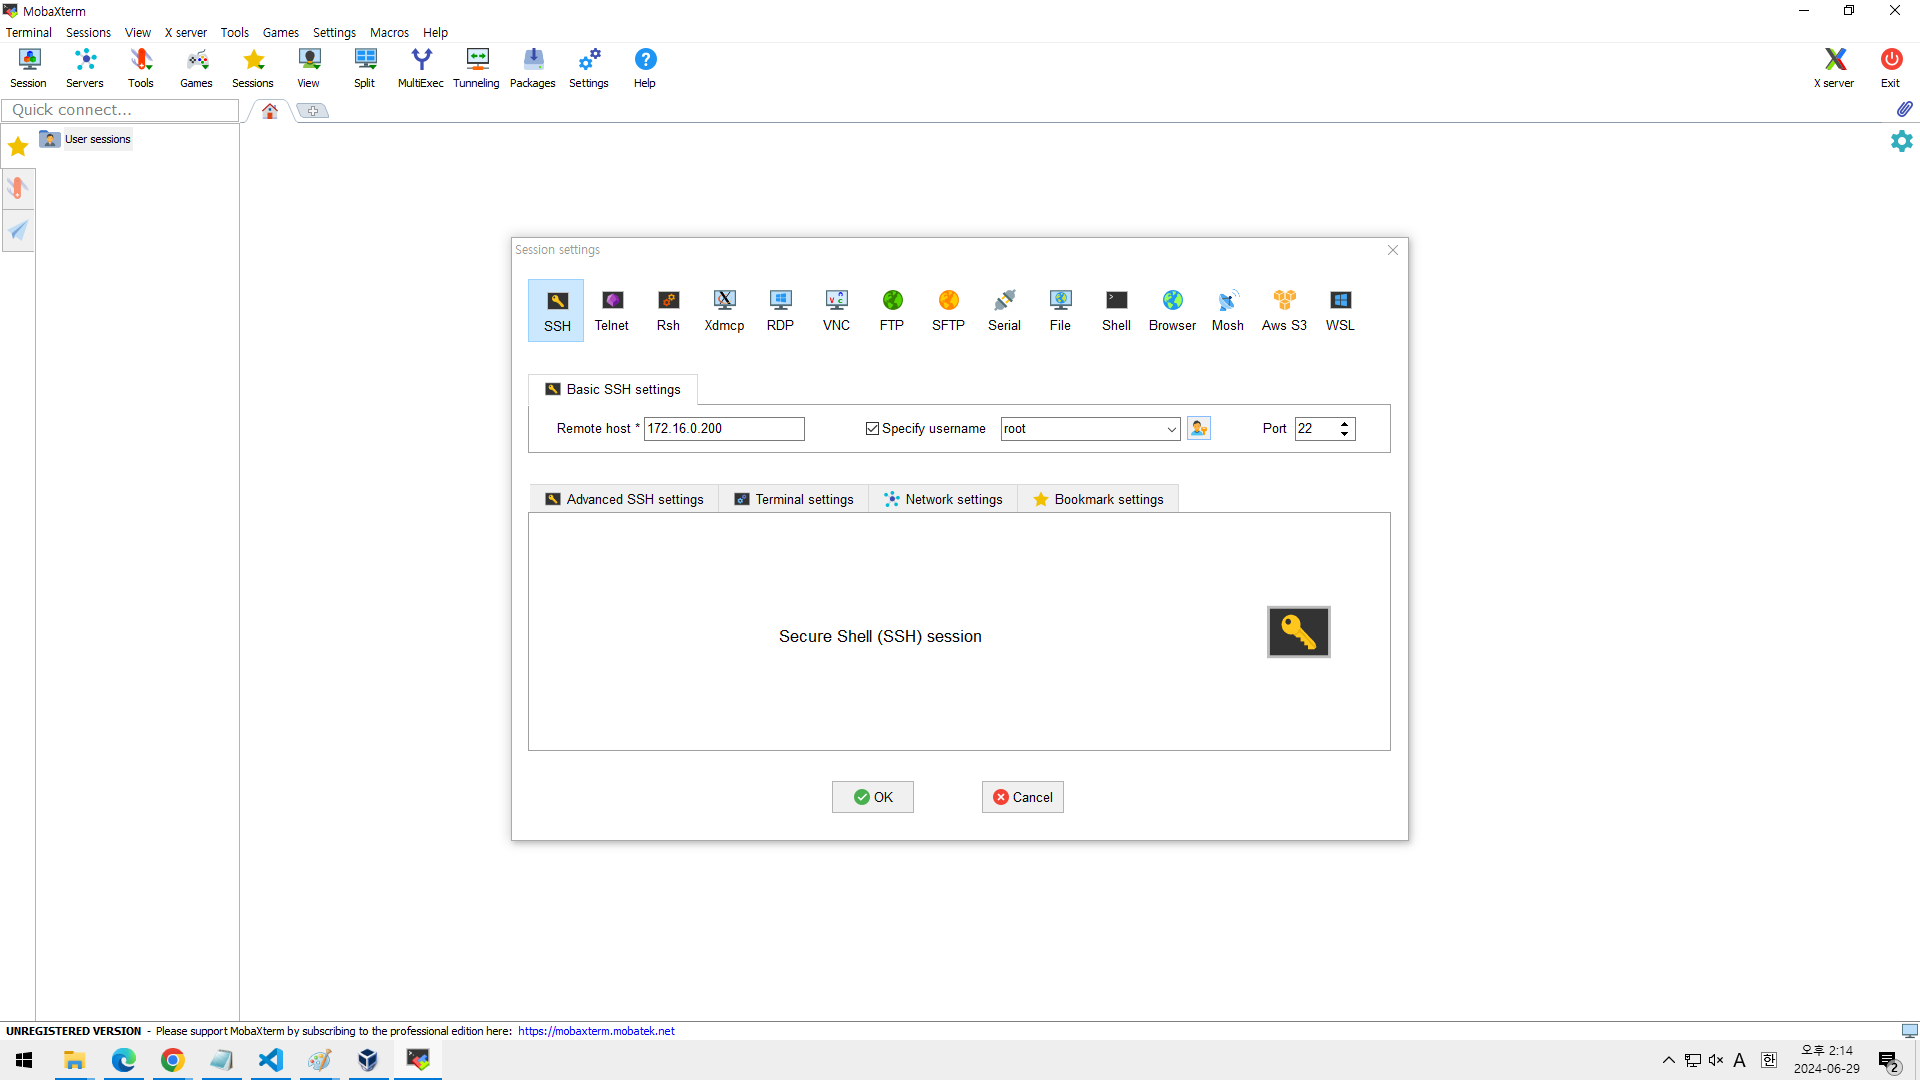 MobaXterm
Terminal Sessions View X server Tools Games Settings Macros Help
Session Servers Tools Games Sessions View Split MultiExec Tunneling Packages Settings Help X server Exit
Quick connect...
User sessions
Session settings
SSH Telnet Rsh Xdmcp RDP VNC FTP SFTP Serial File Shell Browser Mosh Aws S3 WSL
Basic SSH settings
Remote host * 172.16.0.200 Specify username root Port 22
Advanced SSH settings Terminal settings Network settings Bookmark settings
Secure Shell (SSH) session
OK Cancel
UNREGISTERED VERSION - Please support MobaXterm by subscribing to the professional edition here: https://mobaxterm.mobatek.net
A 한 오후 2:14
2024-06-29 2